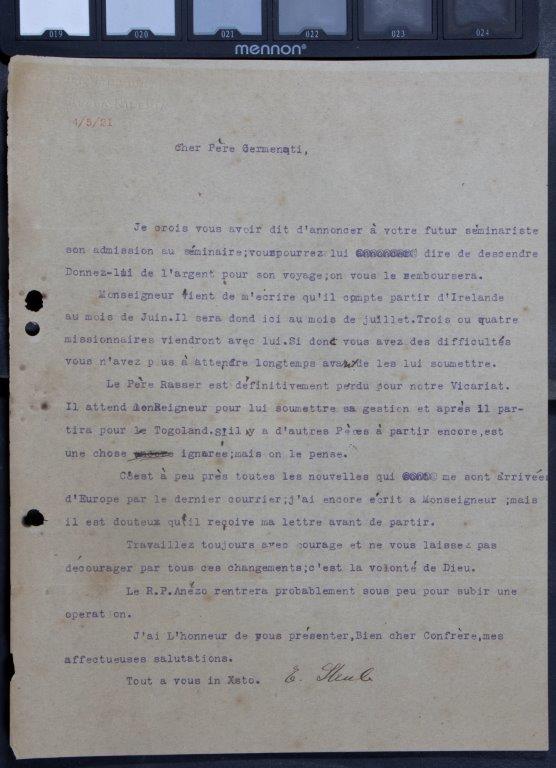 019 020 021 022 023 024
mennon®
4/5/21
Cher Père Germenati,
Je crois vous avoir dit d'annoncer à votre futur séminariste
son admission au séminaire;vouspourrez lui dire de descendre
Donnez-lui de l'argent pour son voyage;on vous le remboursera.
Monseigneur vient de m'écrire qu'il compte partir d'Irelande
au mois de Juin.Il sera donc ici au mois de juillet.Trois ou quatre
missionnaires viendront avec lui.Si donc vous avez des difficultés
vous n'avez plus à attendre longtemps avant de les lui soumettre.
Le Père Rasser est définitivement perdu pour notre Vicariat.
Il attend MonSeigneur pour lui soumettre sa gestion et après il par-
tira pour le Togoland.S'il y a d'autres Pères à partir encore,est
une chose encore ignares;mais on le pense.
C'est à peu près toutes les nouvelles qui me sont arrivées
d'Europe par le dernier courrier;j'ai encore écrit a Monseigneur ;mais
il est douteux qu'il reçoive ma lettre avant de partir.
Travaillez toujours avec courage et ne vous laissez pas
décourager par tous ces changements;c'est la volonté de Dieu.
Le R.P.Anézo rentrera probablement sous peu pour subir une
operation.
J'ai L'honneur de vous présenter,Bien cher Confrère,mes
affectueuses salutations.
Tout a vous in Xsto. E.